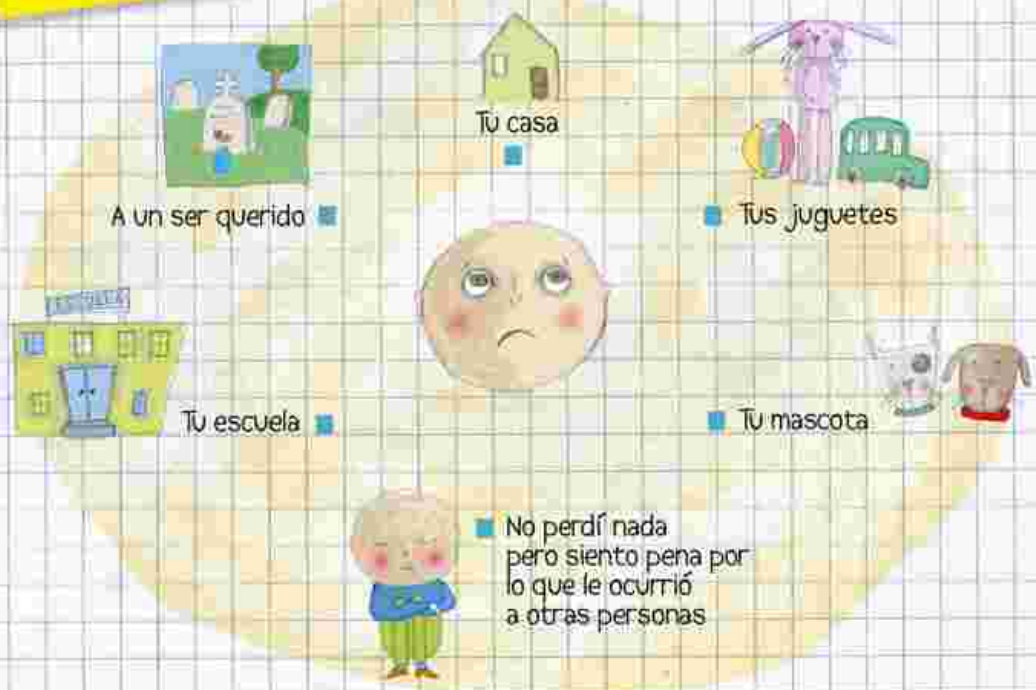 Tu casa
A un ser querido
Tus juguetes
ESCUELA
Tu escuela
Tu mascota
No perdí nada
pero siento pena por
lo que le ocurrió
a otras personas